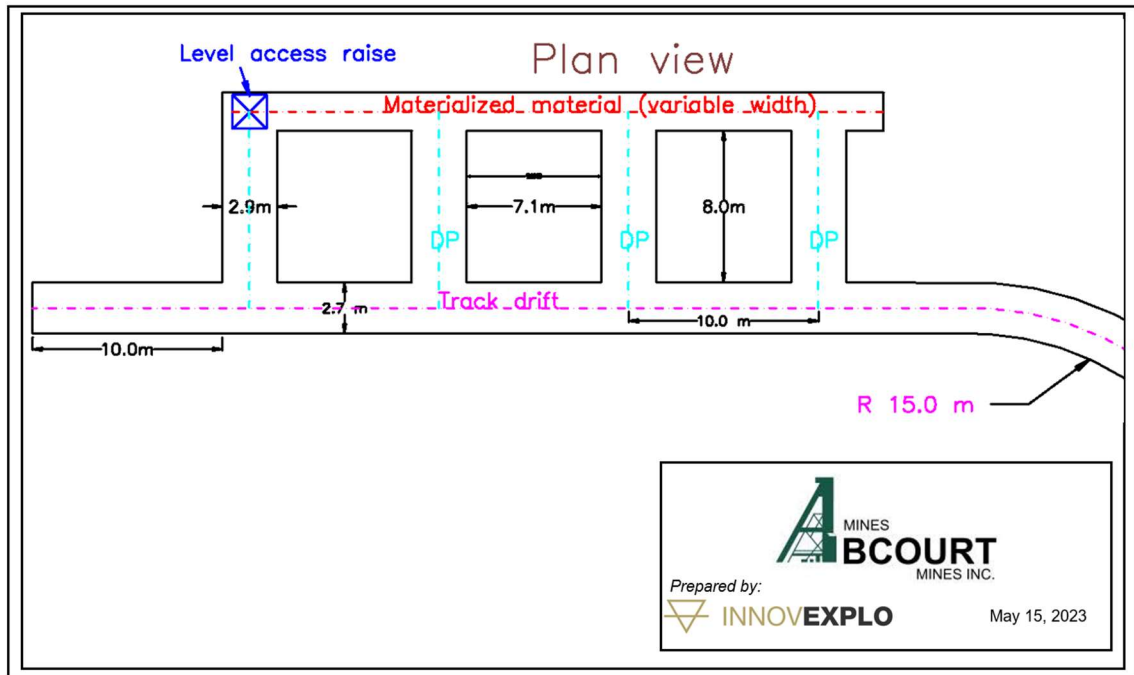 Plan view
Level access raise
Materialized material (variable width)
2.9m
7.1m
8.0m
DP
DP
DP
Track drift
2.7 m
10.0 m
10.0m
R 15.0 m
MINES
ABCOURT
MINES INC.
Prepared by:
INNOVEXPLO
May 15, 2023